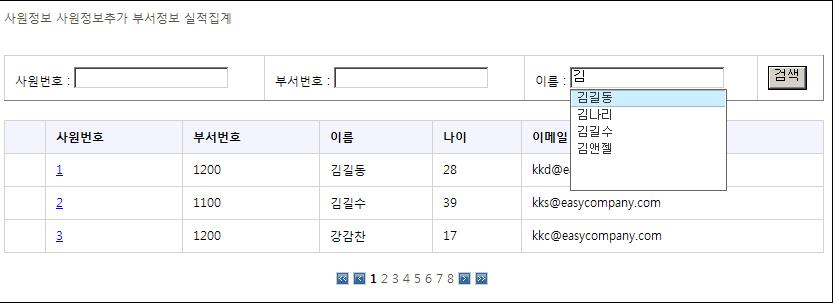 사원정보 사원정보추가 부서정보 실적집계
사원번호 : 부서번호 : 이름 : 김 검색
김길동
김나리
김길수
김앤젤
사원번호 부서번호 이름 나이 이메일
1 1200 김길동 28 kkd@e
2 1100 김길수 39 kks@easycompany.com
3 1200 강감찬 17 kkc@easycompany.com
1 2 3 4 5 6 7 8